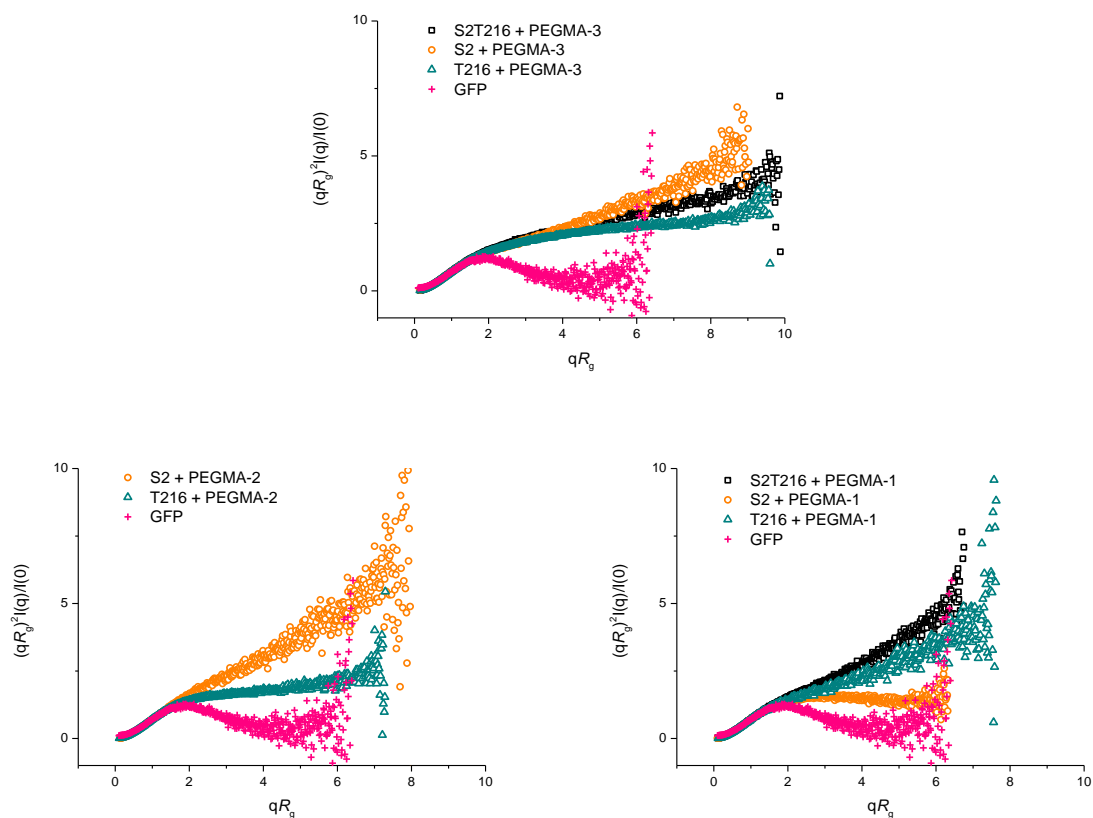 S2T216 + PEGMA-3
S2 + PEGMA-3
T216 + PEGMA-3
GFP
10
5
0
(qRg)²I(q)/I(0)
0 2 4 6 8 10
qRg
S2 + PEGMA-2
T216 + PEGMA-2
GFP
10
5
0
(qRg)²I(q)/I(0)
0 2 4 6 8 10
qRg
S2T216 + PEGMA-1
S2 + PEGMA-1
T216 + PEGMA-1
GFP
10
5
0
(qRg)²I(q)/I(0)
0 2 4 6 8 10
qRg